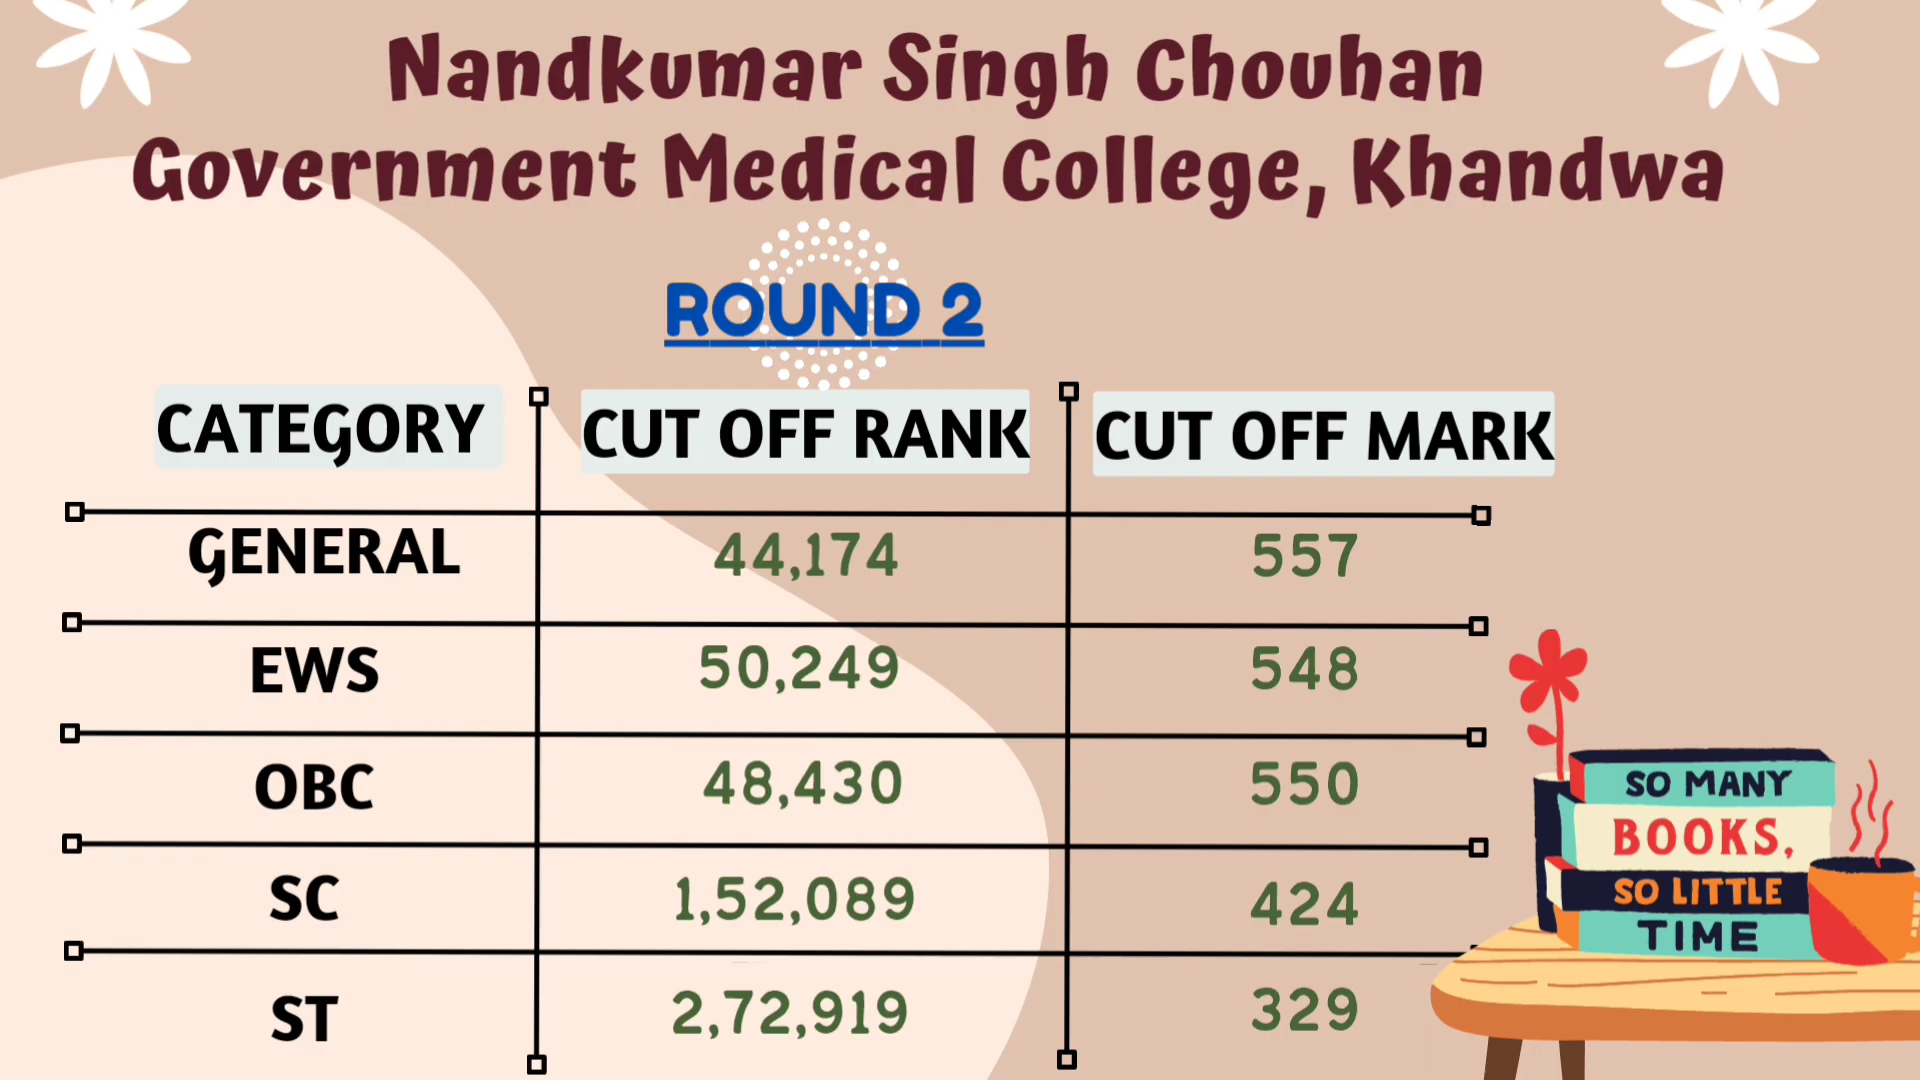 Nandkumar Singh Chouhan
Government Medical College, Khandwa
ROUND 2
CATEGORY CUT OFF RANK CUT OFF MARK
GENERAL 44,174 557
EWS 50,249 548
OBC 48,430 550
SC 1,52,089 424
ST 2,72,919 329
SO MANY
BOOKS,
SO LITTLE
TIME